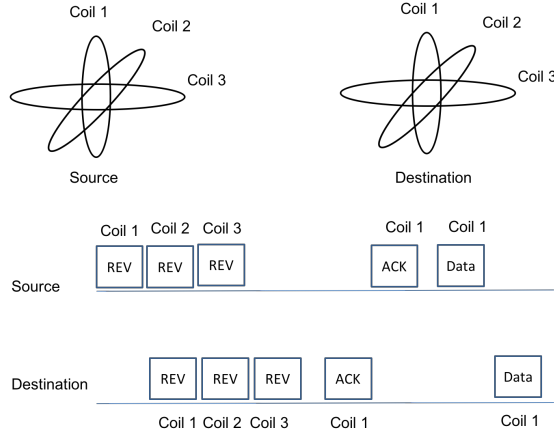 Coil 1 Coil 1
Coil 2 Coil 2
Coil 3 Coil 3
Source Destination
Coil 1 Coil 2 Coil 3 Coil 1 Coil 1
REV REV REV ACK Data
Source
REV REV REV ACK Data
Destination
Coil 1 Coil 2 Coil 3 Coil 1 Coil 1